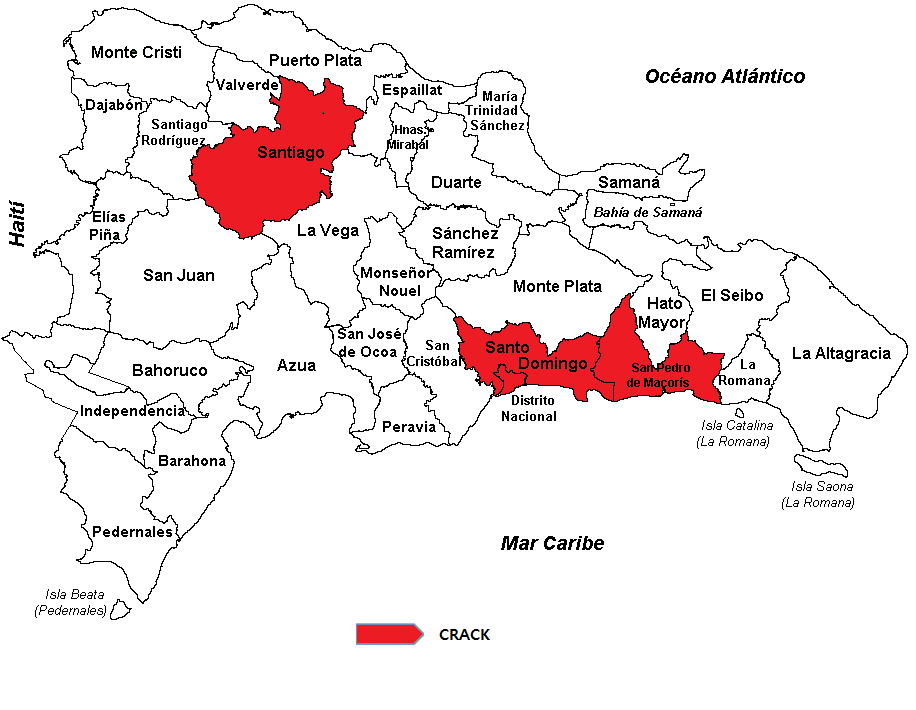 Monte Cristi
Puerto Plata
Océano Atlántico
Valverde
Espaillat
Dajabón
María
Trinidad
Sánchez
Santiago
Rodríguez
Hnas.
Mirabal
Santiago
Duarte
Samaná
Bahía de Samaná
Haití
Elías
Piña
La Vega
Sánchez
Ramírez
San Juan
Monseñor
Nouel
Monte Plata
El Seibo
Hato
Mayor
San José
de Ocoa
San
Cristóbal
Santo
Domingo
La Altagracia
Azua
Bahoruco
San Pedro
de Macorís
La
Romana
Independencia
Distrito
Nacional
Peravia
Isla Catalina
(La Romana)
Barahona
Isla Saona
(La Romana)
Pedernales
Mar Caribe
Isla Beata
(Pedernales)
CRACK